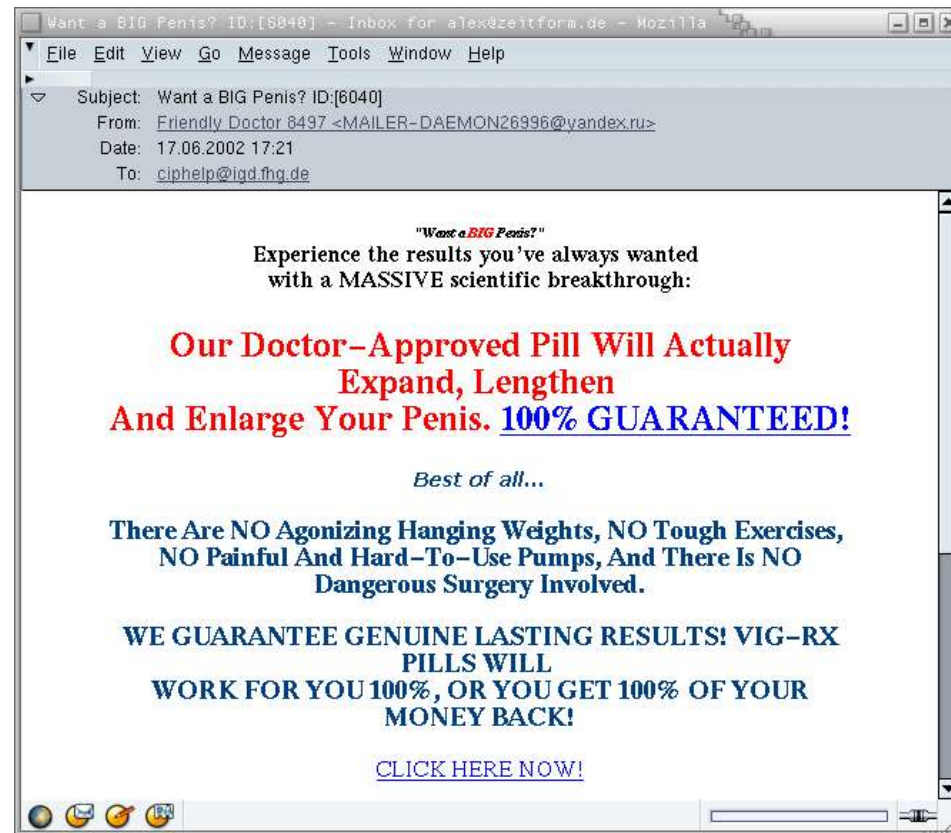 Want a BIG Penis? ID:[6040] - Inbox for alex@zeitform.de - Mozilla
File Edit View Go Message Tools Window Help
Subject: Want a BIG Penis? ID:[6040]
From: Friendly Doctor 8497 <MAILER-DAEMON26996@yandex.ru>
Date: 17.06.2002 17:21
To: ciphelp@igd.fhg.de
"Want a BIG Penis?"
Experience the results you've always wanted
with a MASSIVE scientific breakthrough:
Our Doctor-Approved Pill Will Actually
Expand, Lengthen
And Enlarge Your Penis. 100% GUARANTEED!
Best of all...
There Are NO Agonizing Hanging Weights, NO Tough Exercises,
NO Painful And Hard-To-Use Pumps, And There Is NO
Dangerous Surgery Involved.
WE GUARANTEE GENUINE LASTING RESULTS! VIG-RX
PILLS WILL
WORK FOR YOU 100%, OR YOU GET 100% OF YOUR
MONEY BACK!
CLICK HERE NOW!